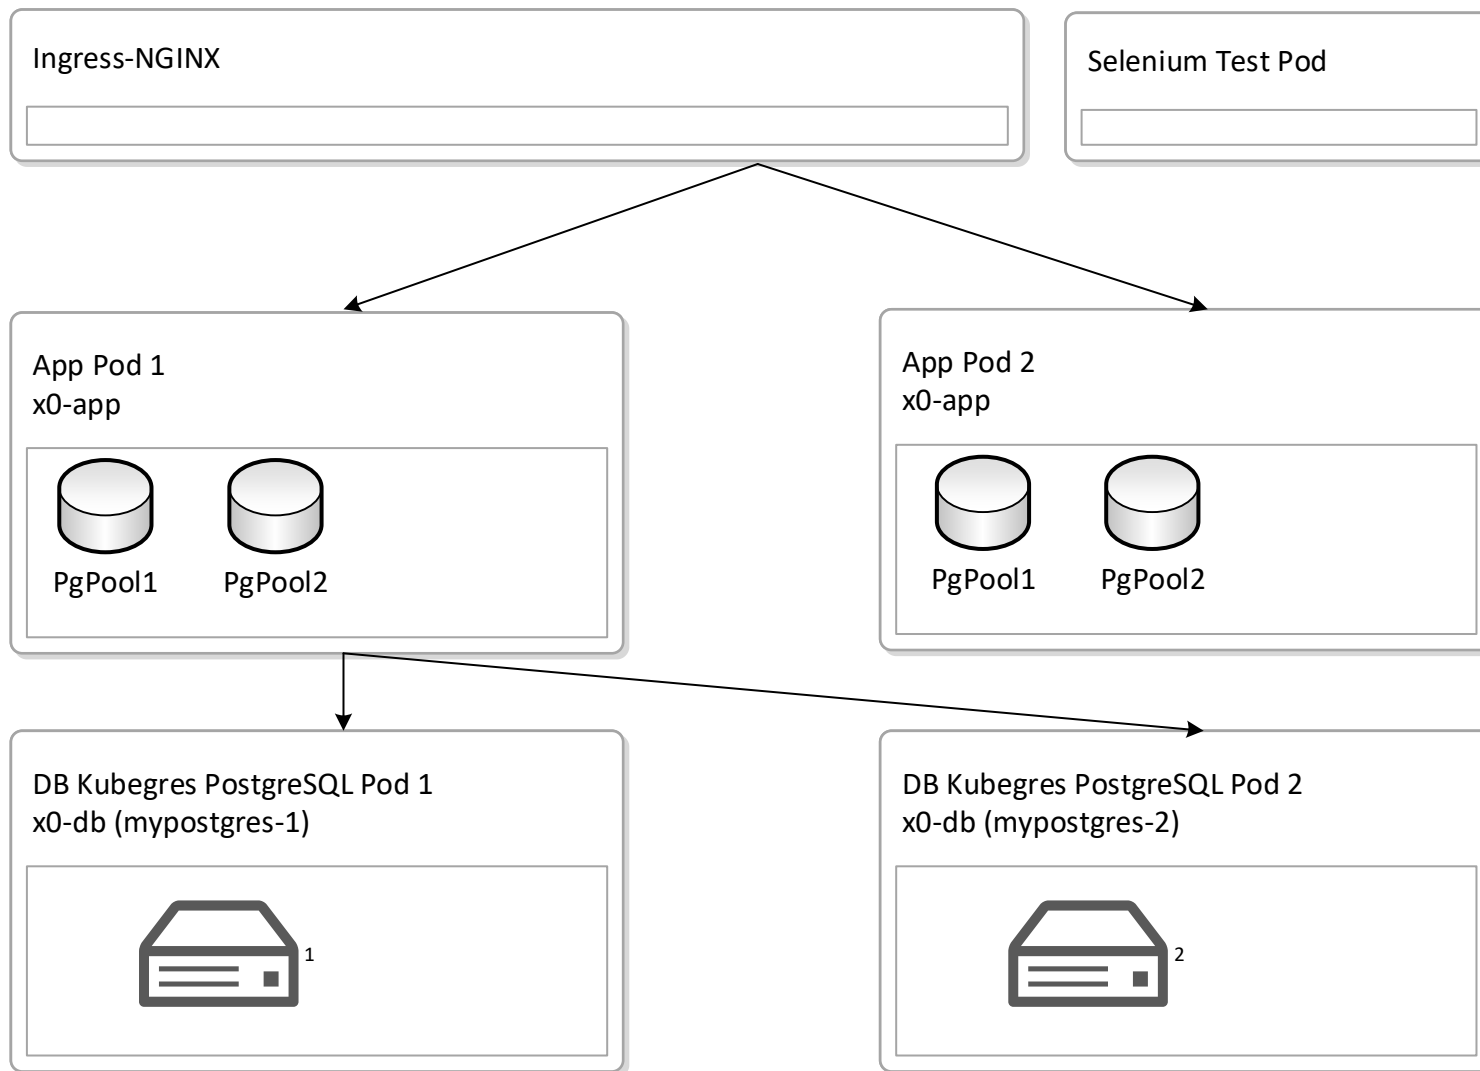 Ingress-NGINX
Selenium Test Pod
App Pod 1
x0-app
App Pod 2
x0-app
PgPool1
PgPool2
PgPool1
PgPool2
DB Kubegres PostgreSQL Pod 1
x0-db (mypostgres-1)
DB Kubegres PostgreSQL Pod 2
x0-db (mypostgres-2)
1
2